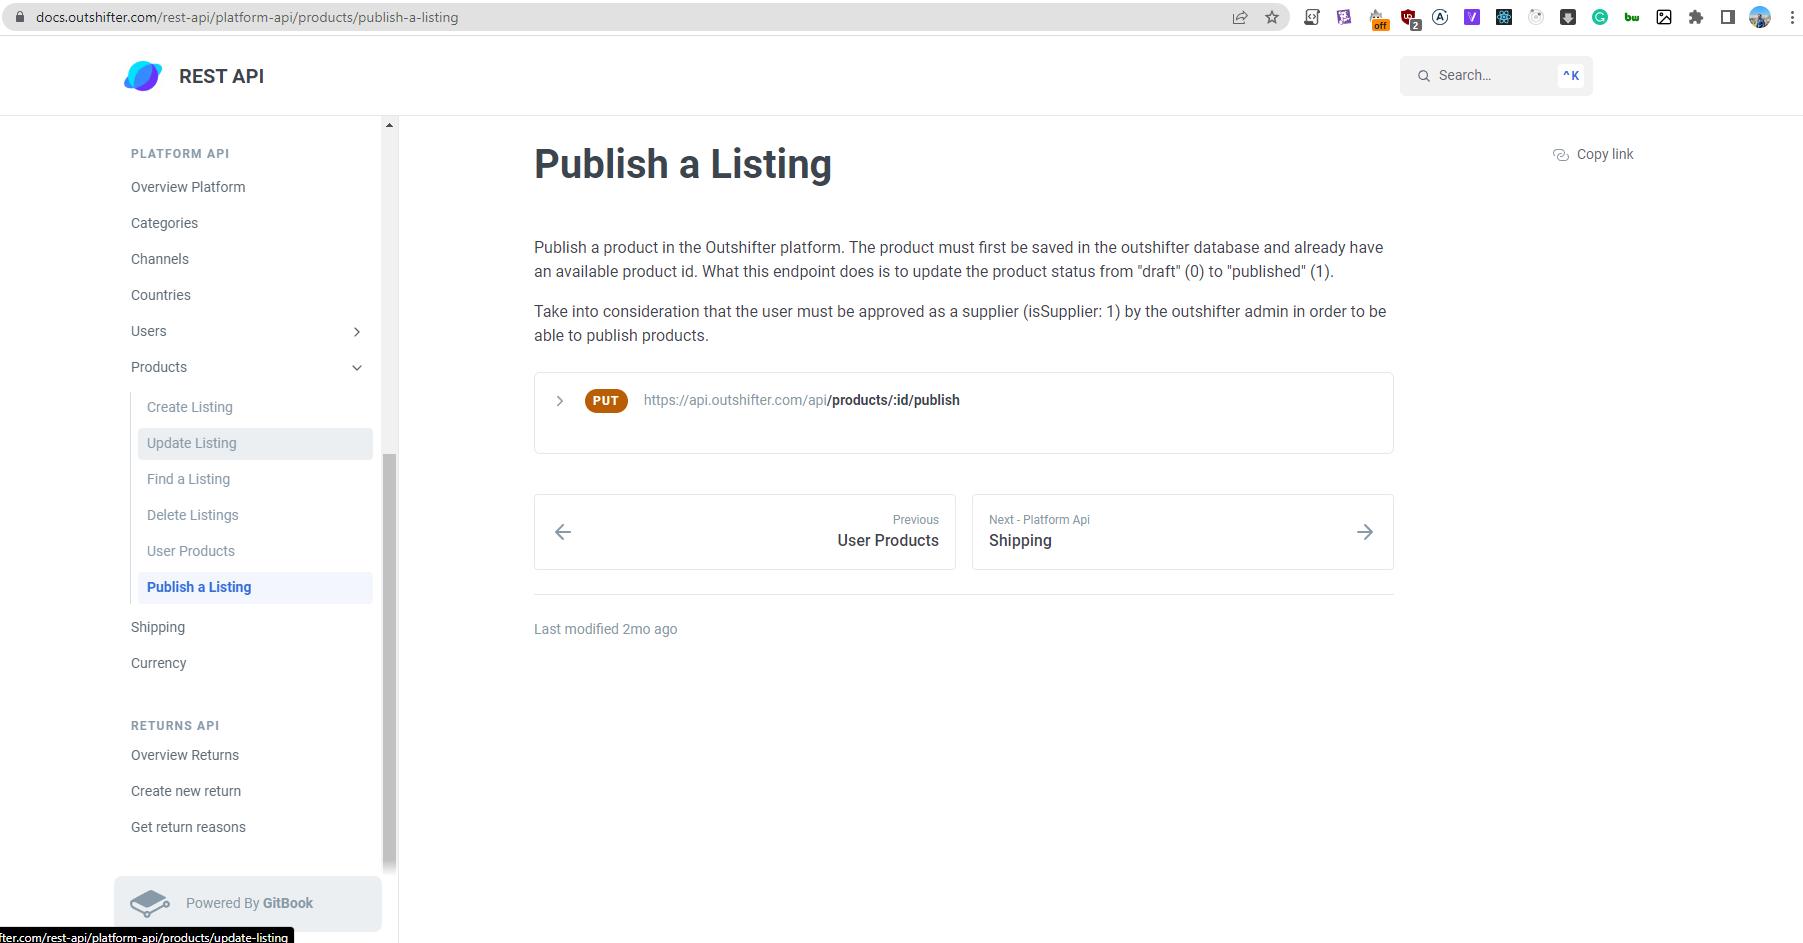 docs.outshifter.com/rest-api/platform-api/products/publish-a-listing
off
2
REST API
Search...
^K
PLATFORM API
Overview Platform
Categories
Channels
Countries
Users
Products
Create Listing
Update Listing
Find a Listing
Delete Listings
User Products
Publish a Listing
Shipping
Currency
RETURNS API
Overview Returns
Create new return
Get return reasons
Powered By GitBook
fter.com/rest-api/platform-api/products/update-listing
Publish a Listing
Copy link
Publish a product in the Outshifter platform. The product must first be saved in the outshifter database and already have
an available product id. What this endpoint does is to update the product status from "draft" (0) to "published" (1).
Take into consideration that the user must be approved as a supplier (isSupplier: 1) by the outshifter admin in order to be
able to publish products.
PUT https://api.outshifter.com/api/products/:id/publish
Previous
User Products
Next - Platform Api
Shipping
Last modified 2mo ago